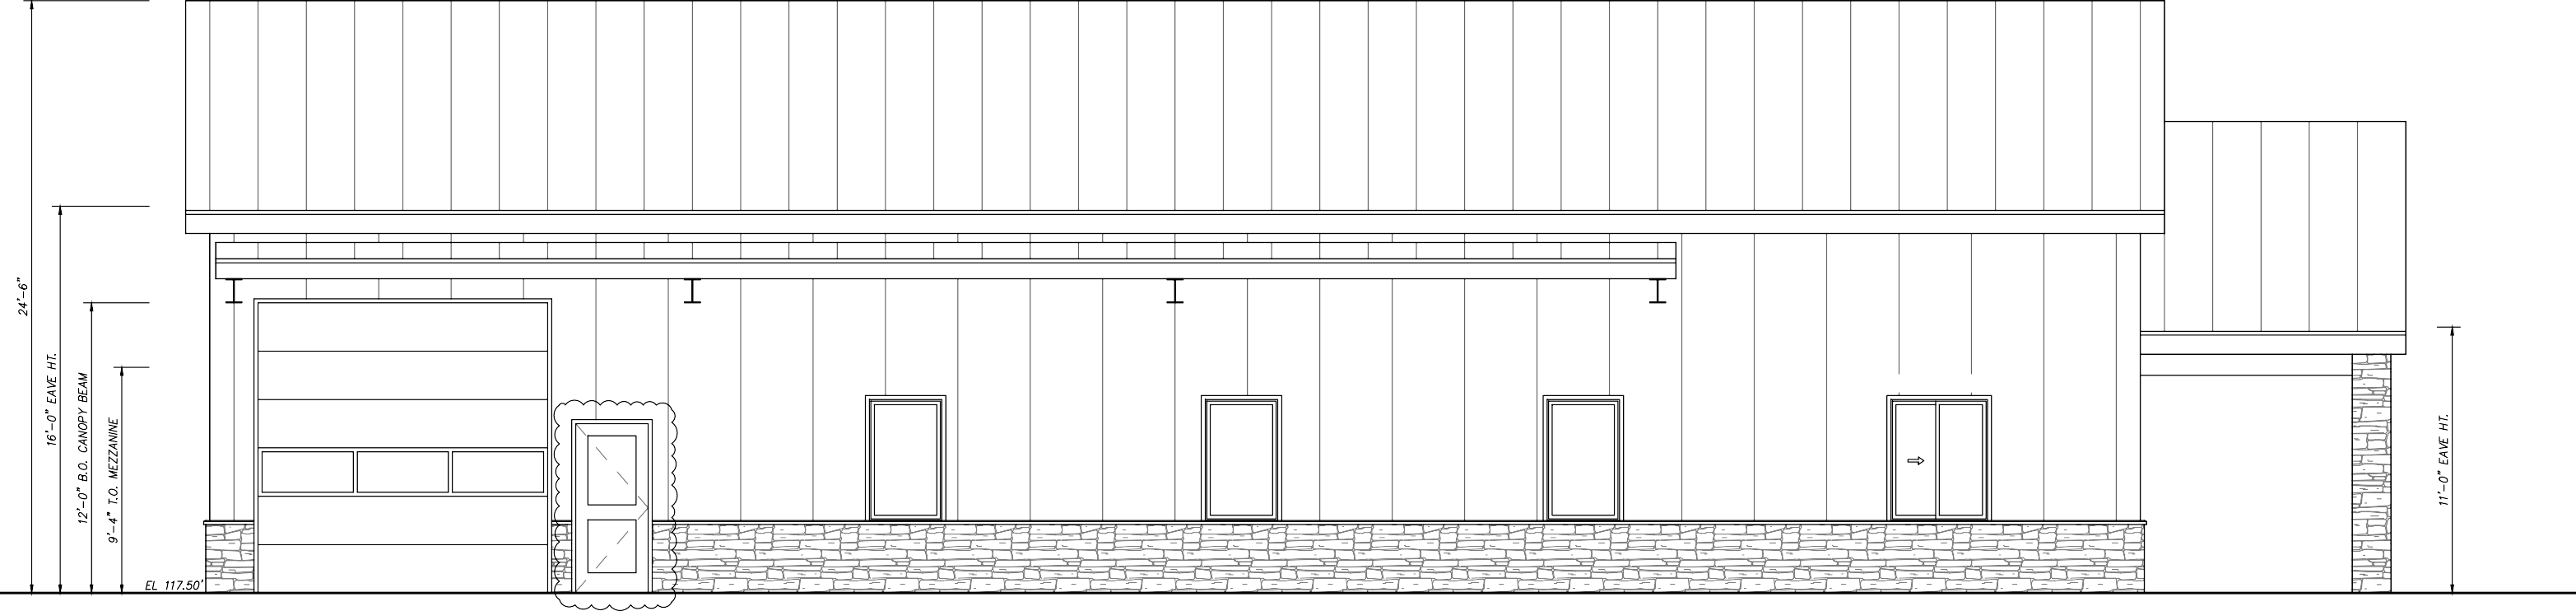 24'-6"
16'-0" EAVE HT.
12'-0" B.O. CANOPY BEAM
9'-4" T.O. MEZZANINE
EL 117.50'
11'-0" EAVE HT.